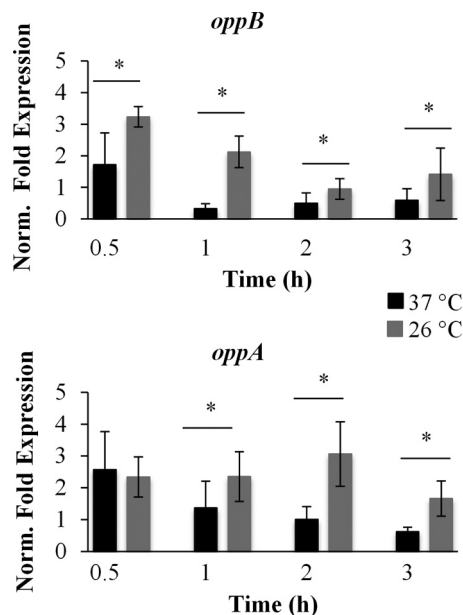 oppB
Norm. Fold Expression
5
4
3
2
1
0
* * * *
0.5 1 2 3
Time (h)
37 °C
26 °C
oppA
Norm. Fold Expression
5
4
3
2
1
0
* * *
0.5 1 2 3
Time (h)